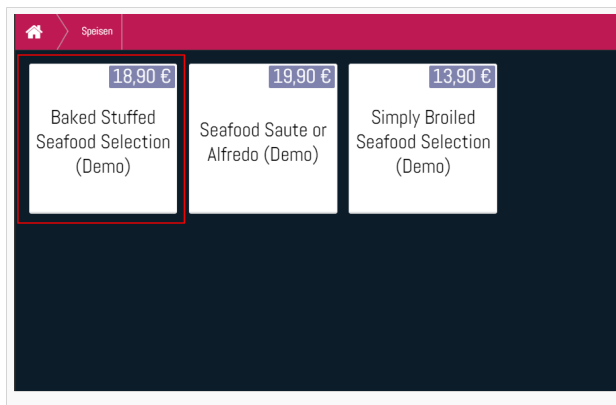 Speisen
18,90 €
Baked Stuffed
Seafood Selection
(Demo)
19,90 €
Seafood Saute or
Alfredo (Demo)
13,90 €
Simply Broiled
Seafood Selection
(Demo)